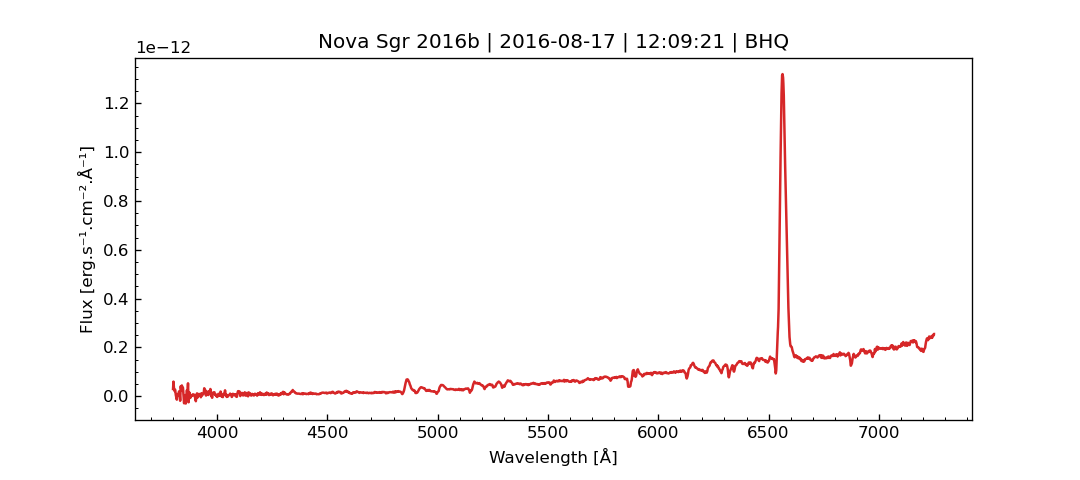 Nova Sgr 2016b | 2016-08-17 | 12:09:21 | BHQ
1e−12
1.2
1.0
0.8
0.6
0.4
0.2
0.0
Flux [erg.s⁻¹.cm⁻².Å⁻¹]
4000 4500 5000 5500 6000 6500 7000
Wavelength [Å]